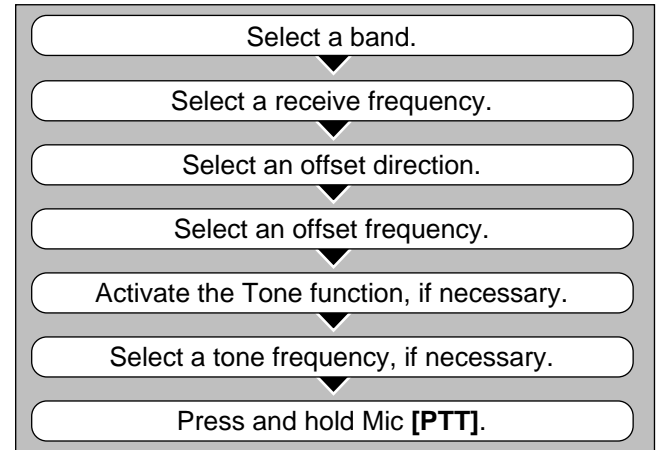 Select a band.
Select a receive frequency.
Select an offset direction.
Select an offset frequency.
Activate the Tone function, if necessary.
Select a tone frequency, if necessary.
Press and hold Mic [PTT].